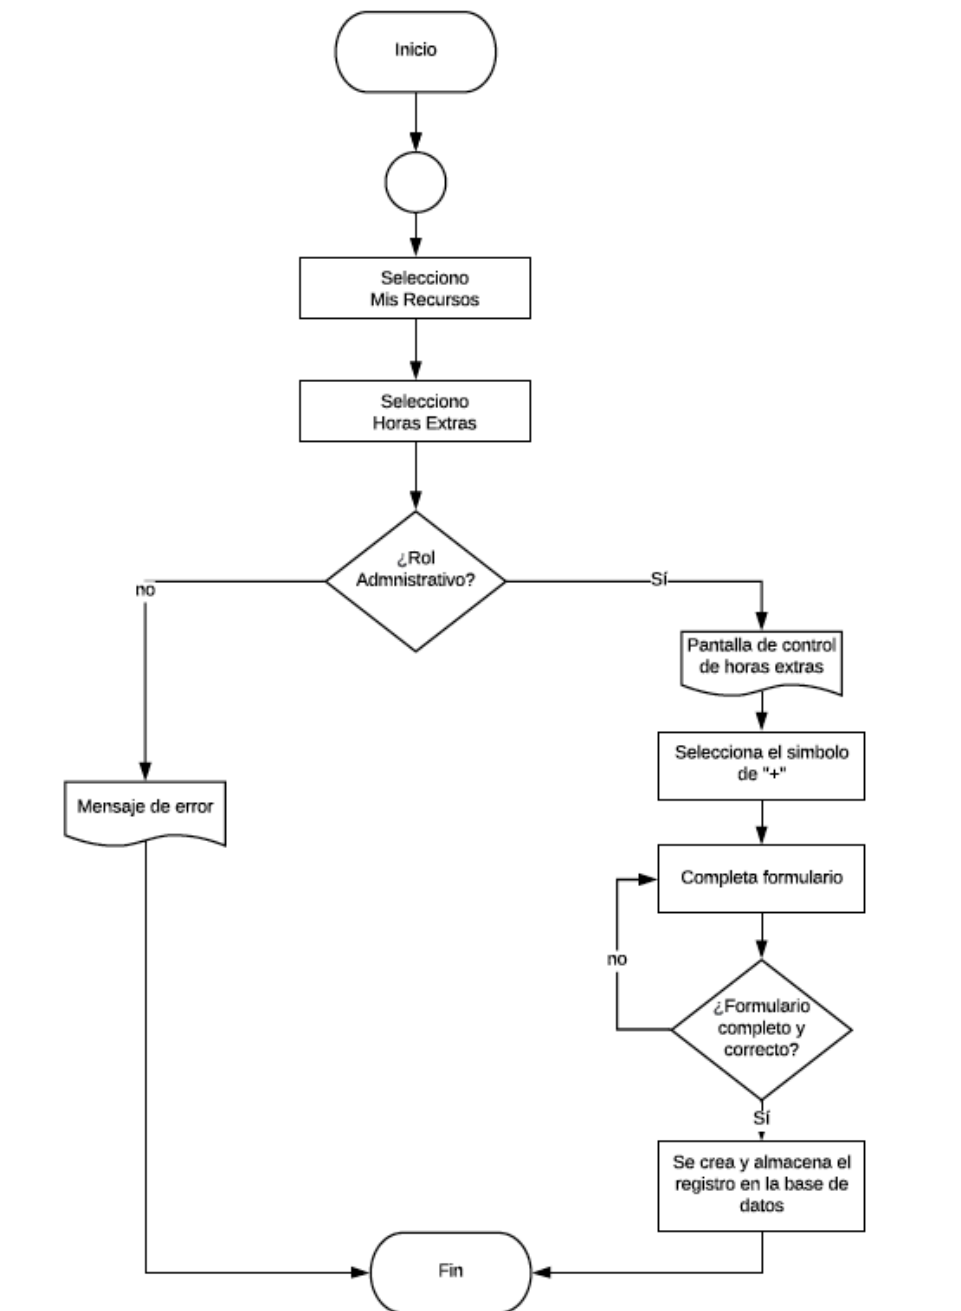 Inicio
Selecciono
Mis Recursos
Selecciono
Horas Extras
¿Rol
Admnistrativo?
no
Sí
Pantalla de control
de horas extras
Selecciona el simbolo
de "+"
Mensaje de error
Completa formulario
no
¿Formulario
completo y
correcto?
Sí
Se crea y almacena el
registro en la base de
datos
Fin